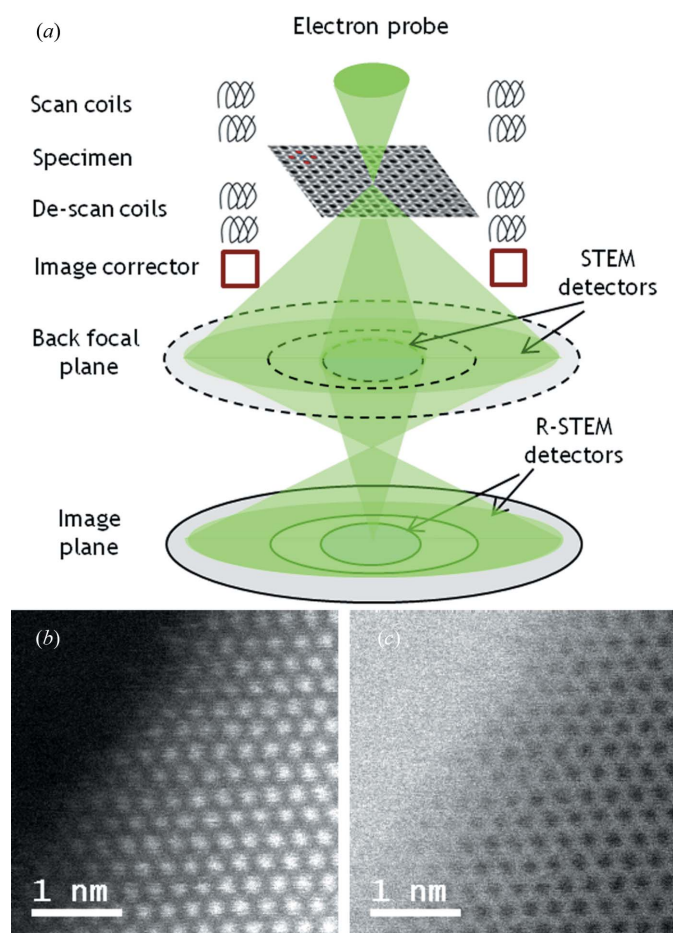 (a)
Electron probe
Scan coils
Specimen
De-scan coils
Image corrector
STEM
detectors
Back focal
plane
R-STEM
detectors
Image
plane
(b)
(c)
1 nm
1 nm